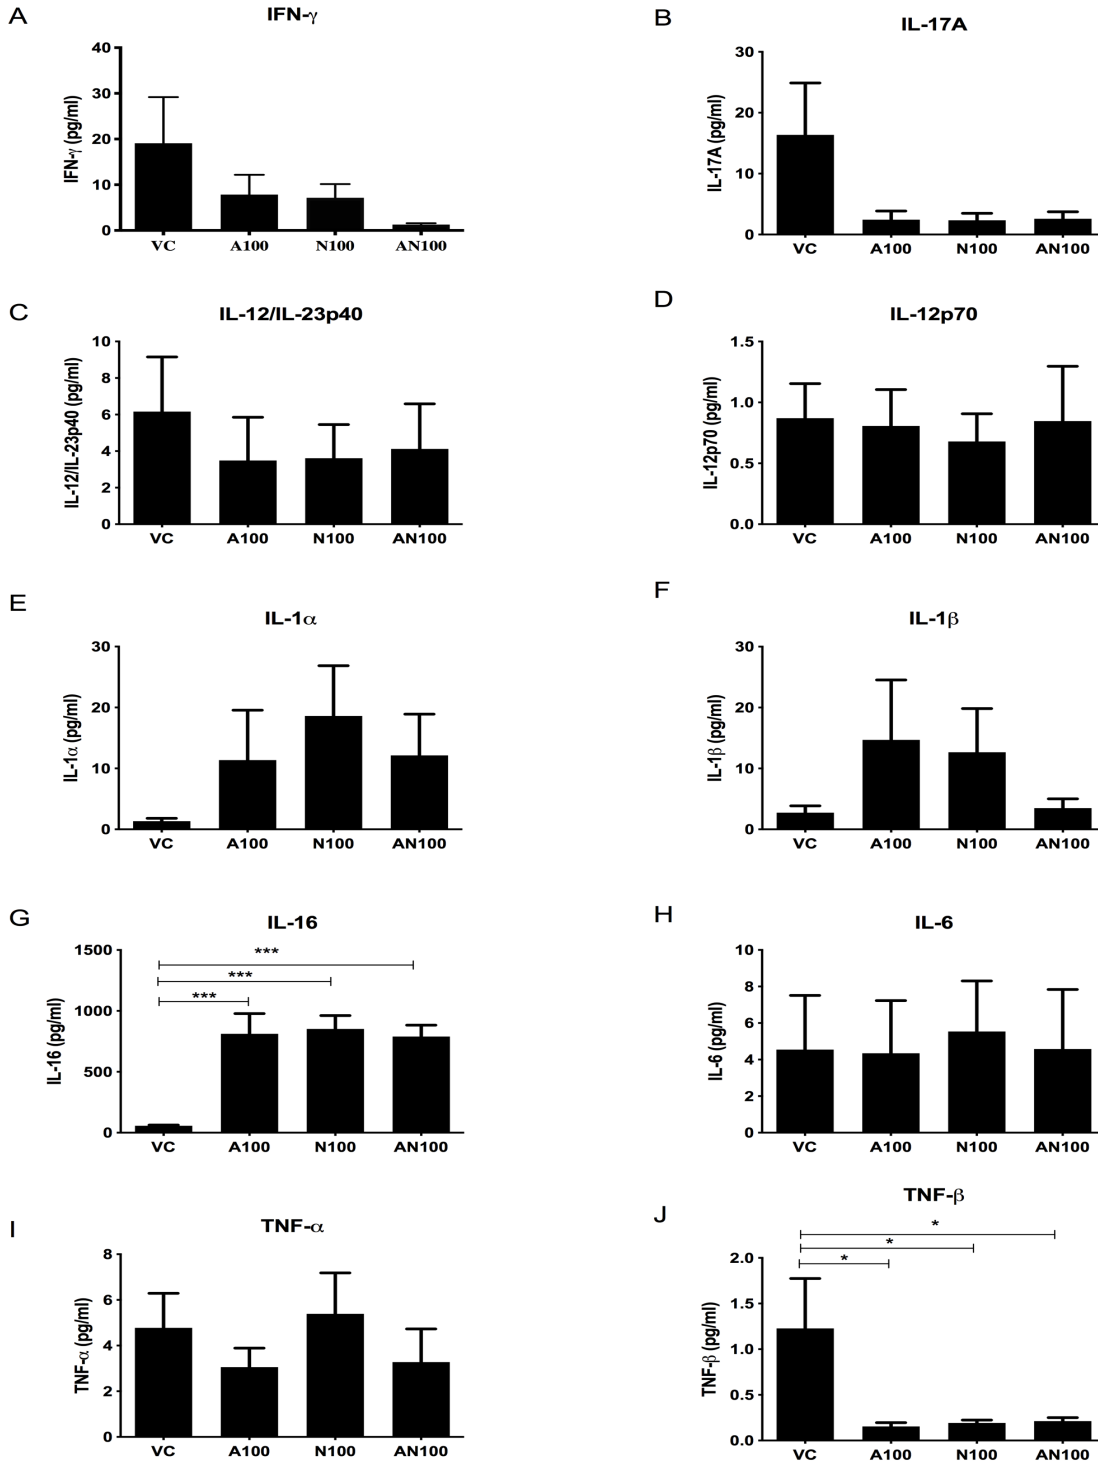 A
IFN-γ
IFN-γ (pg/ml)
40
30
20
10
0
VC A100 N100 AN100
B
IL-17A
IL-17A (pg/ml)
30
20
10
0
VC A100 N100 AN100
C
IL-12/IL-23p40
IL-12/IL-23p40 (pg/ml)
10
8
6
4
2
0
VC A100 N100 AN100
D
IL-12p70
IL-12p70 (pg/ml)
1.5
1.0
0.5
0.0
VC A100 N100 AN100
E
IL-1α
IL-1α (pg/ml)
30
20
10
0
VC A100 N100 AN100
F
IL-1β
IL-1β (pg/ml)
30
20
10
0
VC A100 N100 AN100
G
IL-16
IL-16 (pg/ml)
1500
1000
500
0
***
***
***
VC A100 N100 AN100
H
IL-6
IL-6 (pg/ml)
10
8
6
4
2
0
VC A100 N100 AN100
I
TNF-α
TNF-α (pg/ml)
8
6
4
2
0
VC A100 N100 AN100
J
TNF-β
TNF-β (pg/ml)
2.0
1.5
1.0
0.5
0.0
*
*
*
VC A100 N100 AN100